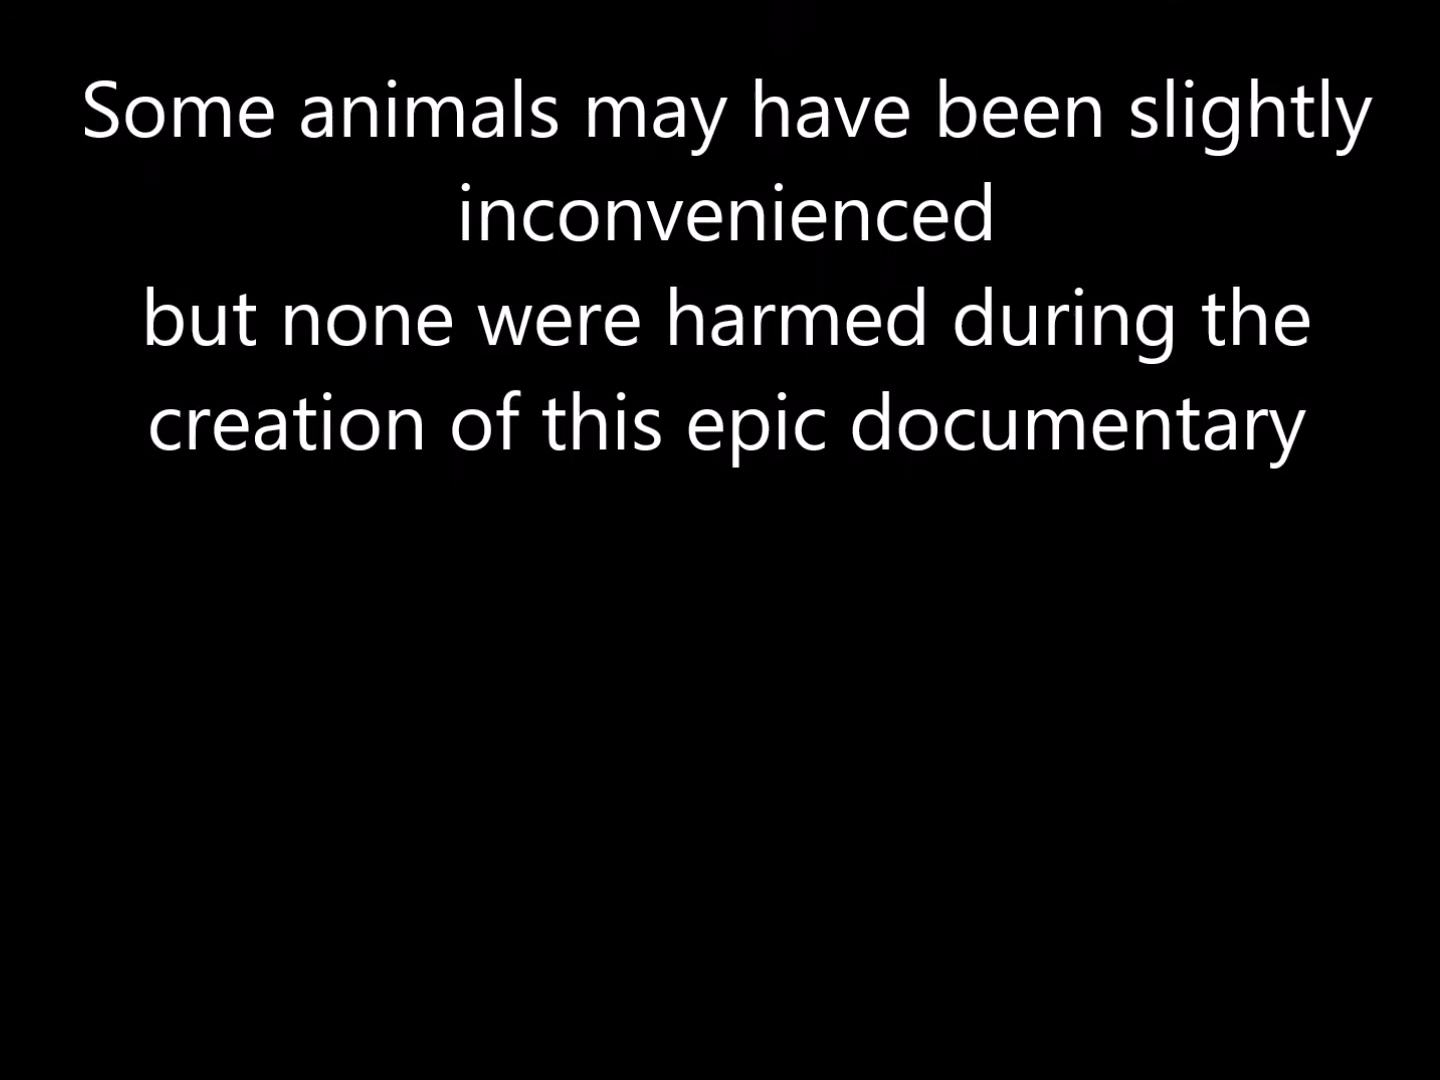 Some animals may have been slightly
inconvenienced
but none were harmed during the
creation of this epic documentary